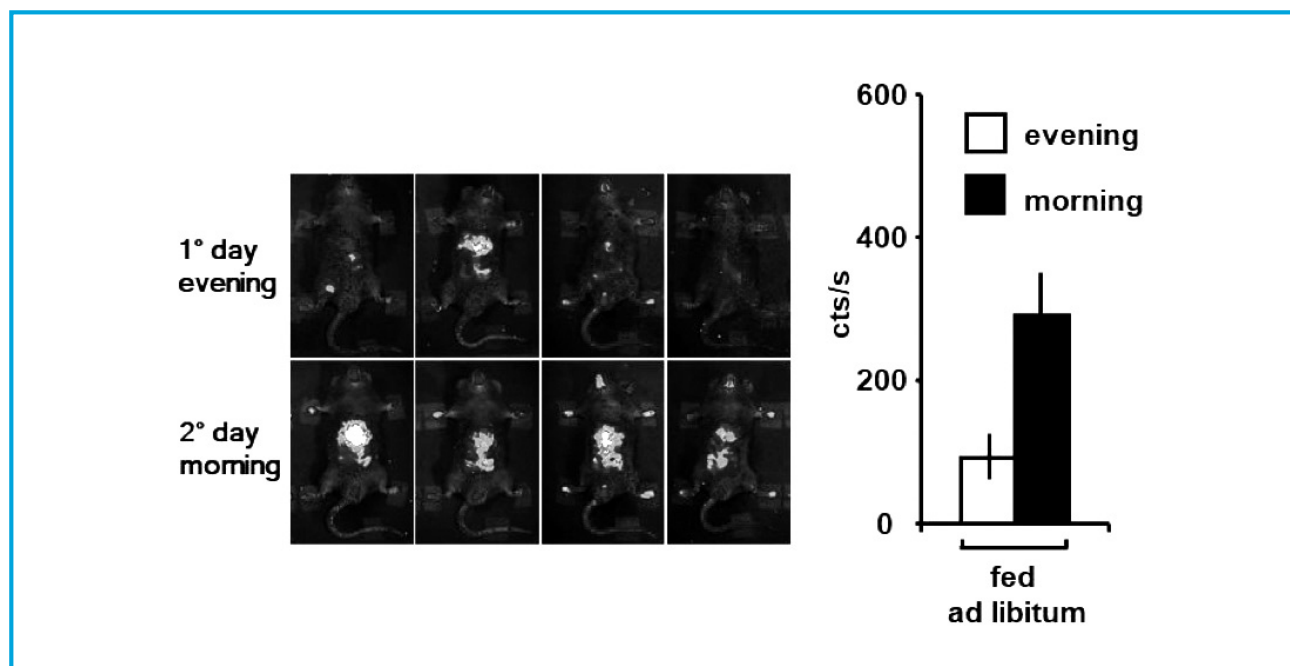 1° day
evening
2° day
morning
600
400
200
0
cts/s
evening
morning
fed
ad libitum